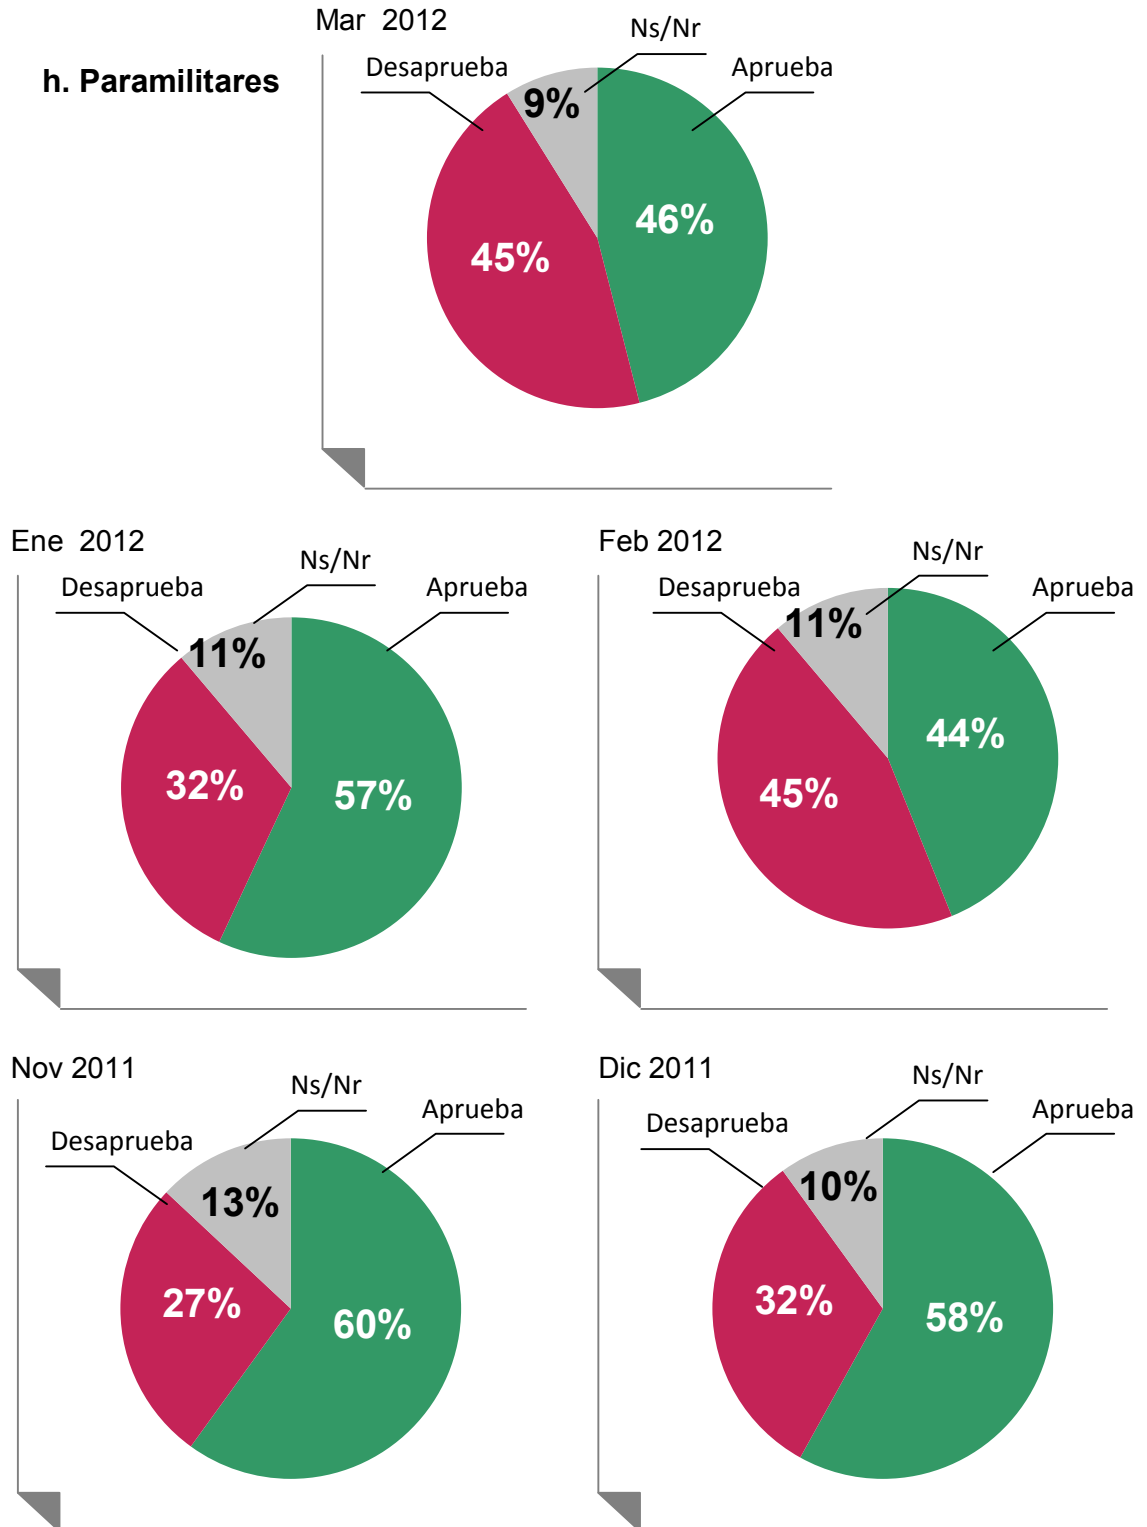 Mar  2012
h. Paramilitares
Desaprueba
Ns/Nr
Aprueba
9%
46%
45%
Ene  2012
Desaprueba
Ns/Nr
Aprueba
11%
32%
57%
Feb 2012
Desaprueba
Ns/Nr
Aprueba
11%
44%
45%
Nov 2011
Desaprueba
Ns/Nr
Aprueba
13%
27%
60%
Dic 2011
Desaprueba
Ns/Nr
Aprueba
10%
32%
58%